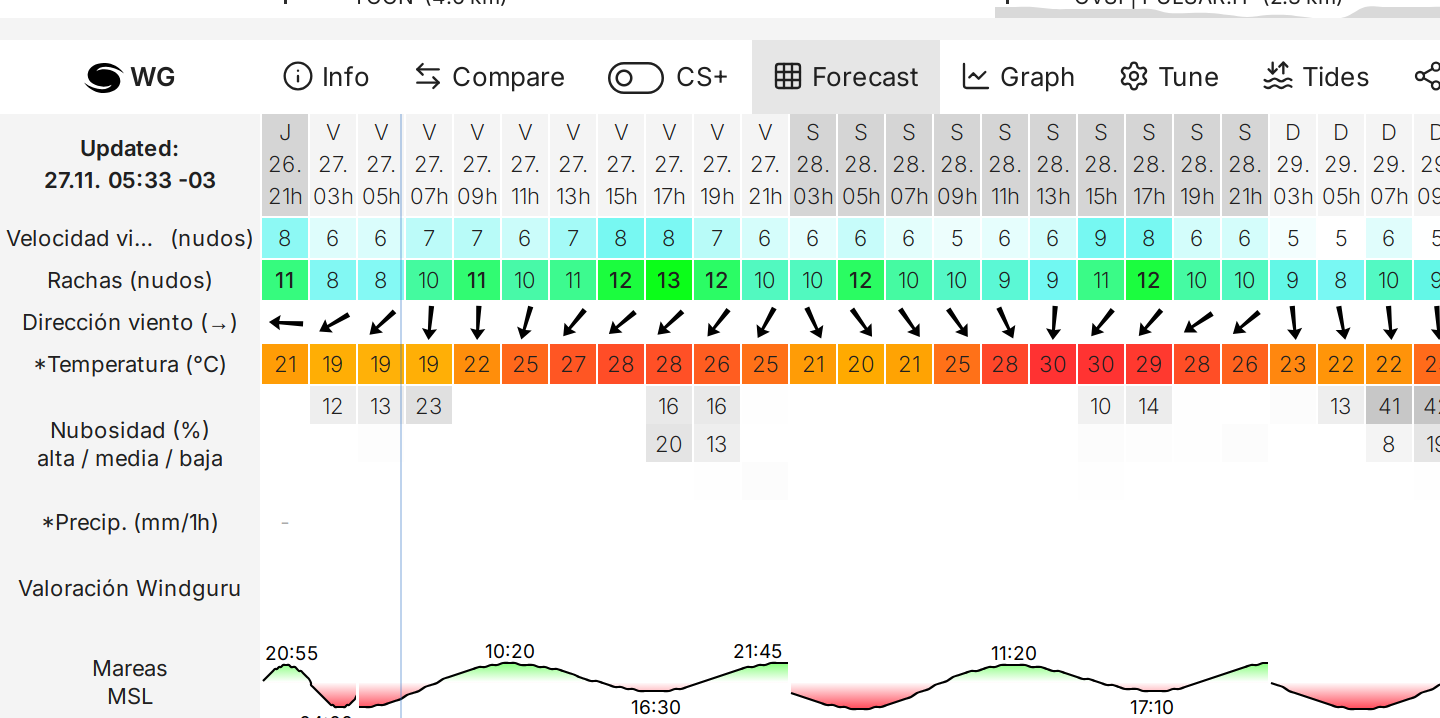 WG Info Compare CS+ Forecast Graph Tune Tides
Updated:
27.11. 05:33 -03
J V V V V V V V V V V S S S S S S S S S S D D D
26. 27. 27. 27. 27. 27. 27. 27. 27. 27. 27. 28. 28. 28. 28. 28. 28. 28. 28. 28. 28. 29. 29. 29.
21h 03h 05h 07h 09h 11h 13h 15h 17h 19h 21h 03h 05h 07h 09h 11h 13h 15h 17h 19h 21h 03h 05h 07h
Velocidad vi... (nudos) 8 6 6 7 7 6 7 8 8 7 6 6 6 6 5 6 6 9 8 6 6 5 5 6
Rachas (nudos) 11 8 8 10 11 10 11 12 13 12 10 10 12 10 10 9 9 11 12 10 10 9 8 10
Dirección viento (→)
*Temperatura (°C) 21 19 19 19 22 25 27 28 28 26 25 21 20 21 25 28 30 30 29 28 26 23 22 22
12 13 23 16 16 10 14 13 41
Nubosidad (%)
20 13 8
alta / media / baja
*Precip. (mm/1h) -
Valoración Windguru
20:55 10:20 21:45 11:20
Mareas
MSL
16:30 17:10